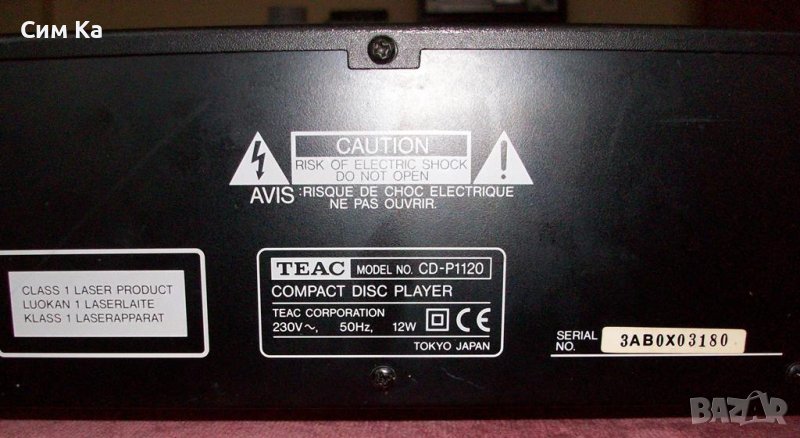 Сим Ка
CAUTION
RISK OF ELECTRIC SHOCK
DO NOT OPEN
AVIS :RISQUE DE CHOC ELECTRIQUE
NE PAS OUVRIR.
CLASS 1 LASER PRODUCT
LUOKAN 1 LASERLAITE
KLASS 1 LASERAPPARAT
TEAC MODEL NO. CD-P1120
COMPACT DISC PLAYER
TEAC CORPORATION
230V~, 50Hz, 12W CE
TOKYO JAPAN
SERIAL
NO. 3AB0X03180
BAZAR